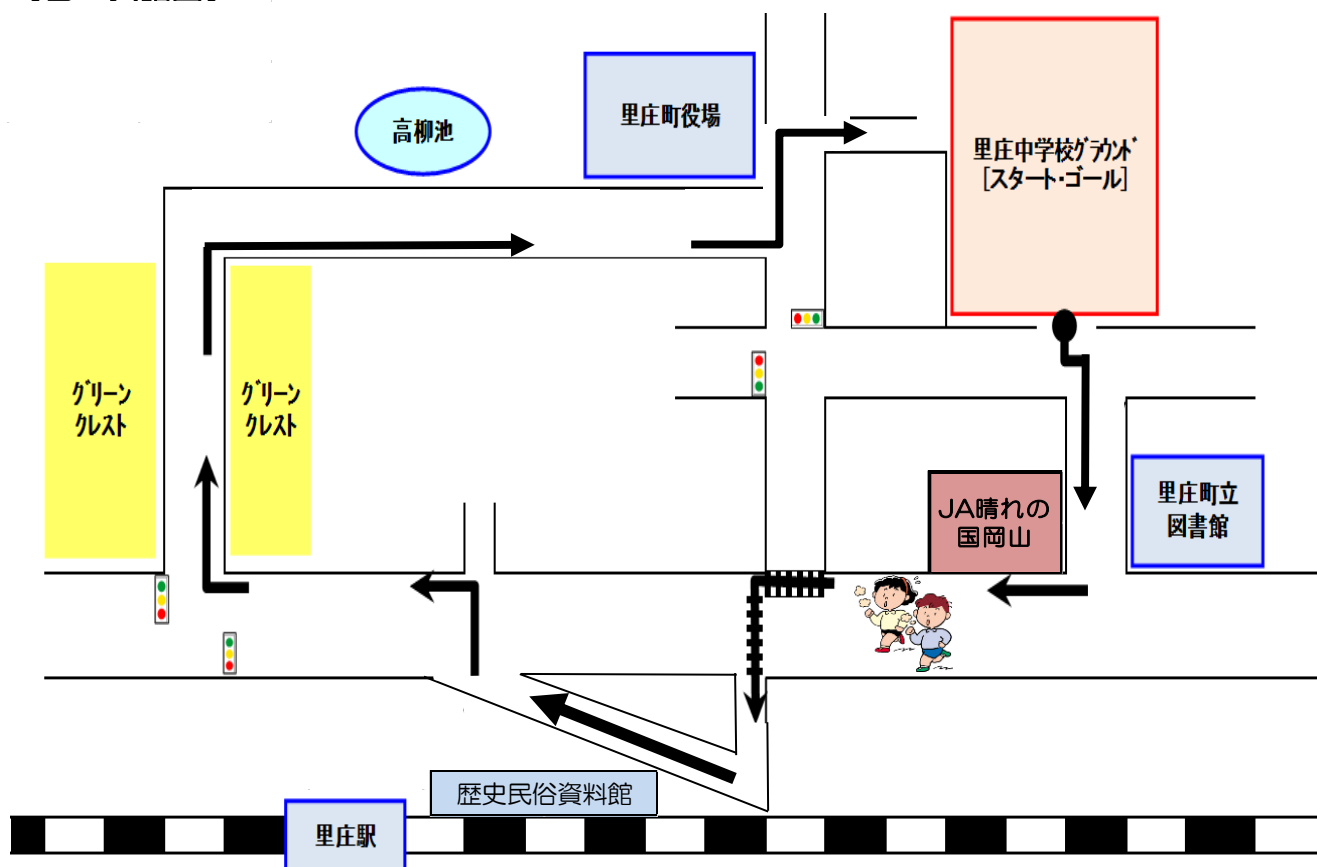 里庄町役場
高柳池
里庄中学校ｸﾞﾗｳﾝﾄﾞ
[スタート・ゴール]
ｸﾞﾘｰﾝ
ｸﾚｽﾄ
ｸﾞﾘｰﾝ
ｸﾚｽﾄ
JA晴れの
国岡山
里庄町立
図書館
歴史民俗資料館
里庄駅